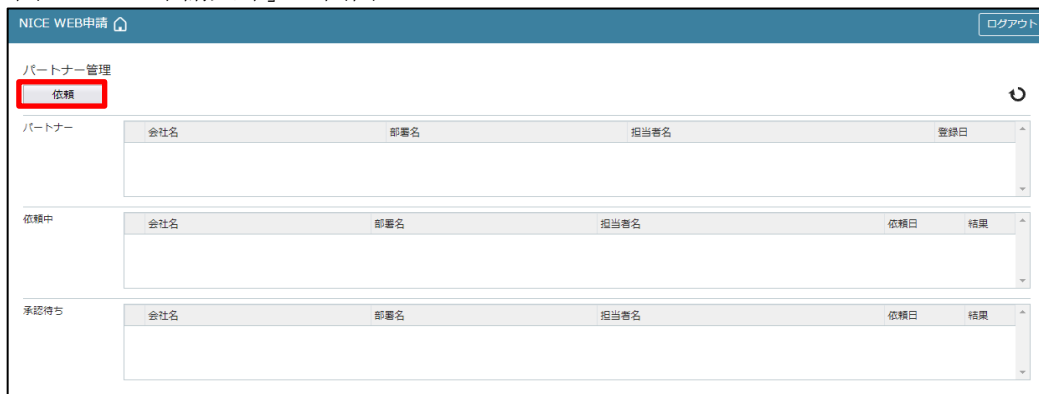 NICE WEB申請
ログアウト
パートナー管理
依頼
パートナー
会社名 部署名 担当者名 登録日
依頼中
会社名 部署名 担当者名 依頼日 結果
承認待ち
会社名 部署名 担当者名 依頼日 結果